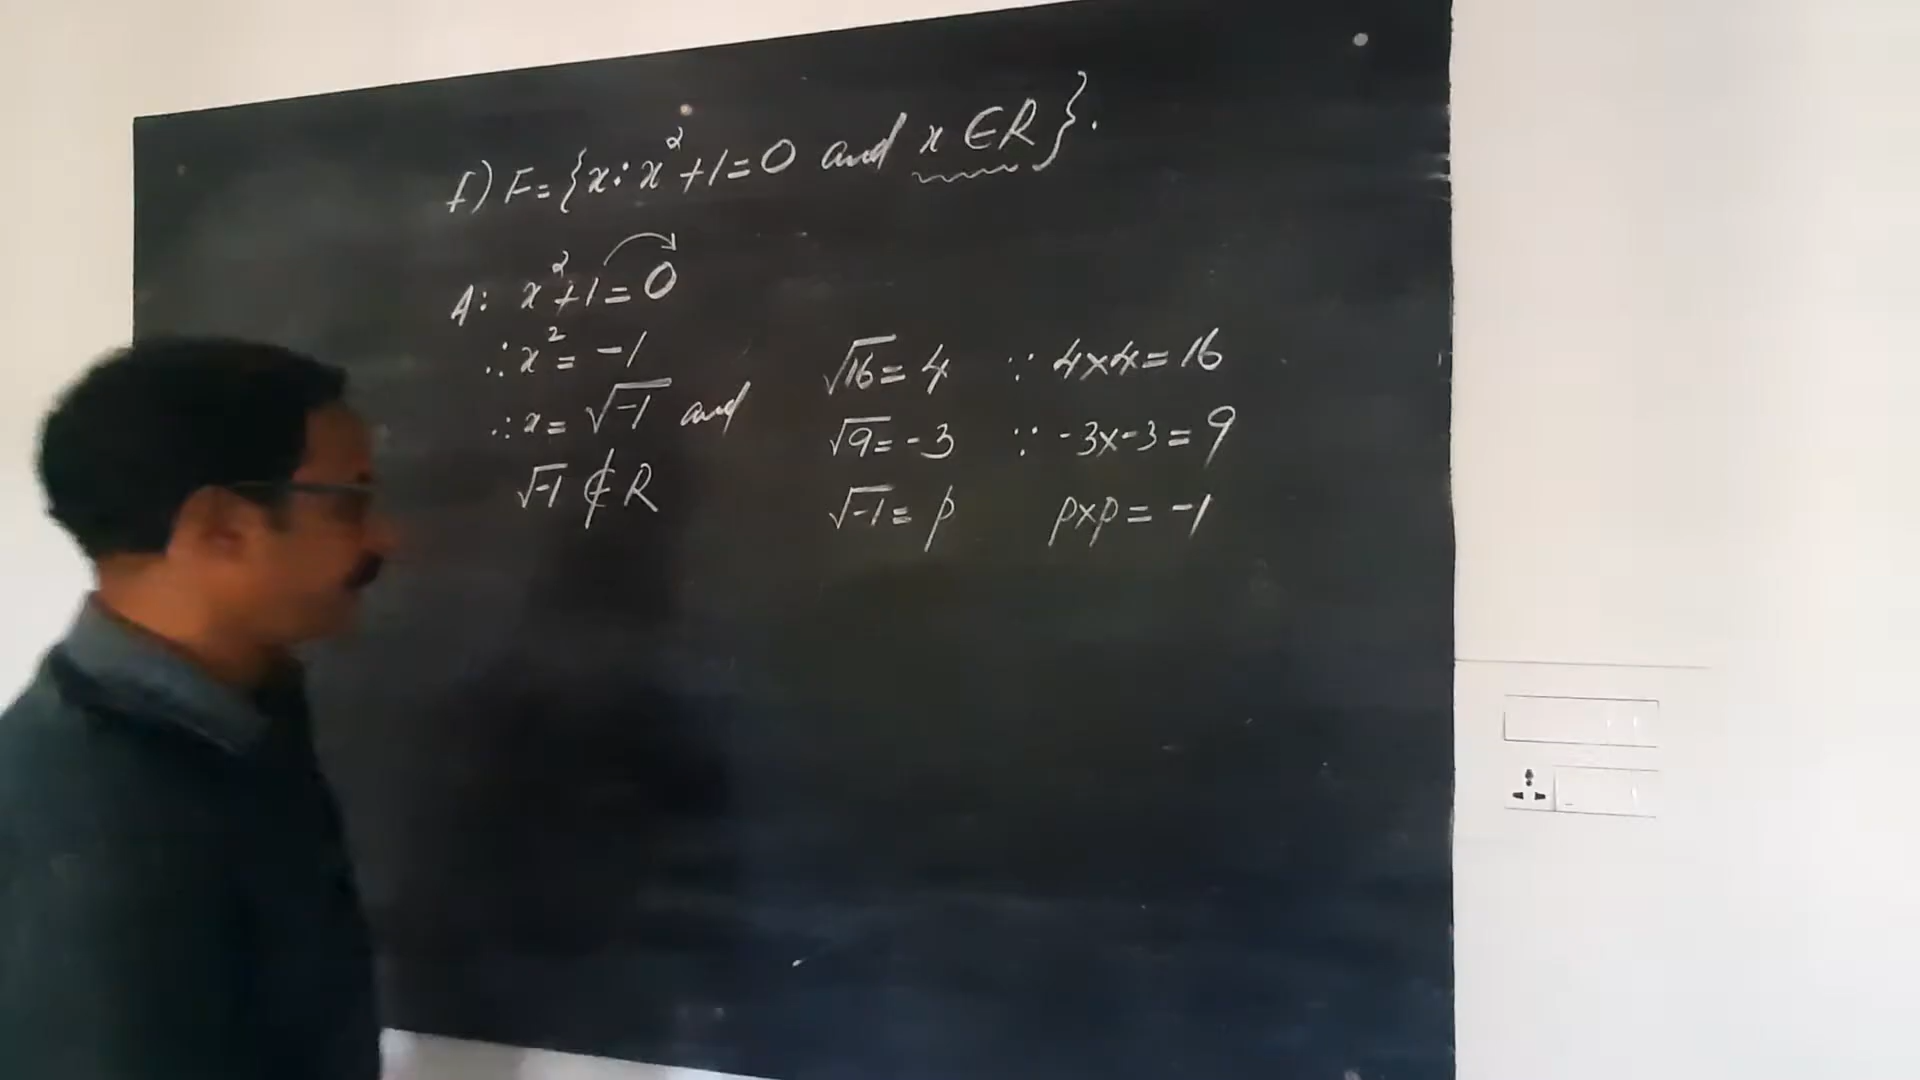 f) F = {x : x² + 1 = 0 and x ∈ R}.
A: x² + 1 = 0
∴ x² = -1
∴ x = √-1 and
√-1 ∉ R
√16 = 4 ∵ 4×4 = 16
√9 = -3 ∵ -3×-3 = 9
√-1 = p p×p = -1